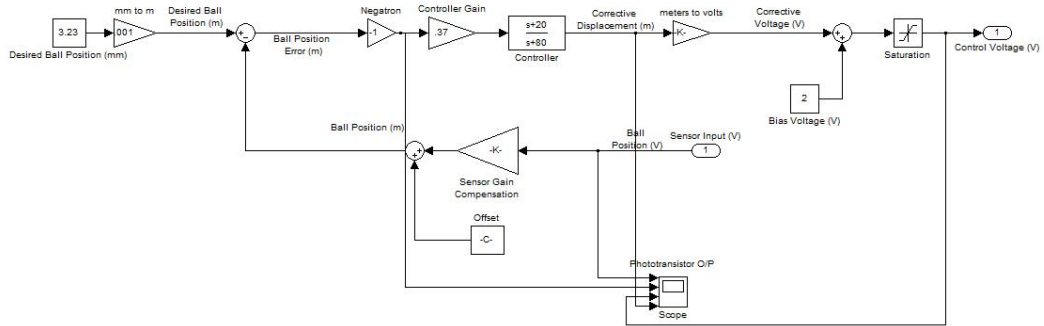 mm to m
Desired Ball
Position (m)
Negatron
Controller Gain
Corrective
Displacement (m)
meters to volts
Corrective
Voltage (V)
3.23
.001
+
-
-1
.37
s+20
s+80
-K-
+
+
1
Desired Ball Position (mm)
Ball Position
Error (m)
Controller
Saturation
Control Voltage (V)
2
Bias Voltage (V)
Ball Position (m)
Ball
Position (V)
Sensor Input (V)
+
+
-K-
1
Sensor Gain
Compensation
Offset
-C-
Phototransistor O/P
Scope